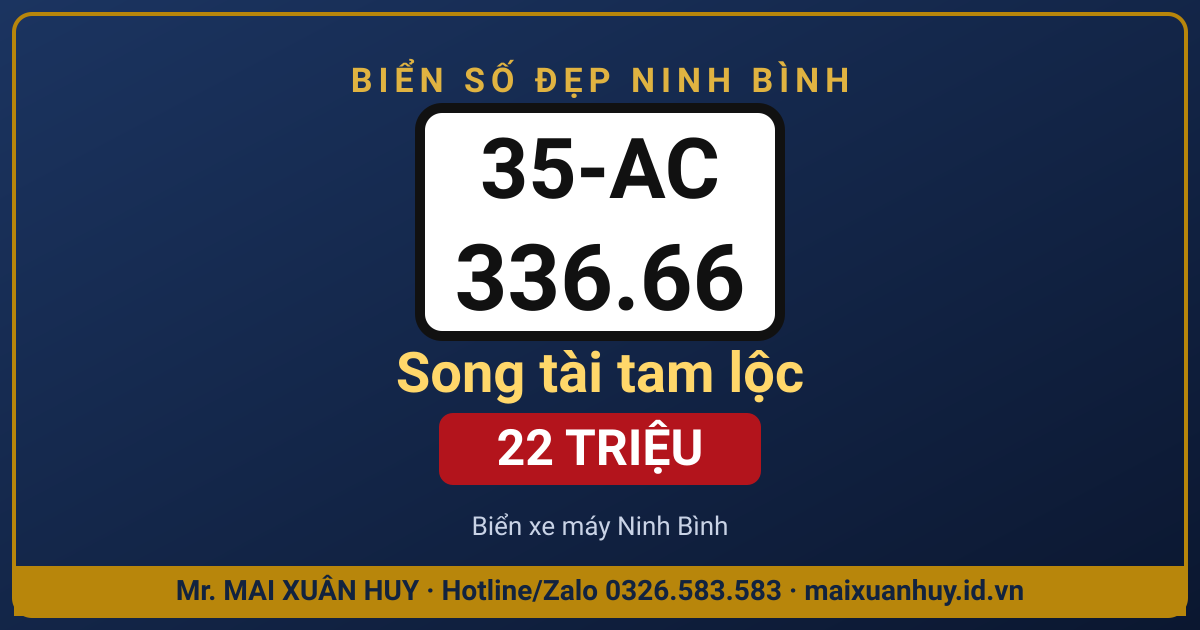 BIỂN SỐ ĐẸP NINH BÌNH
35-AC
336.66
Song tài tam lộc
22 TRIỆU
Biển xe máy Ninh Bình
Mr. MAI XUÂN HUY · Hotline/Zalo 0326.583.583 · maixuanhuy.id.vn